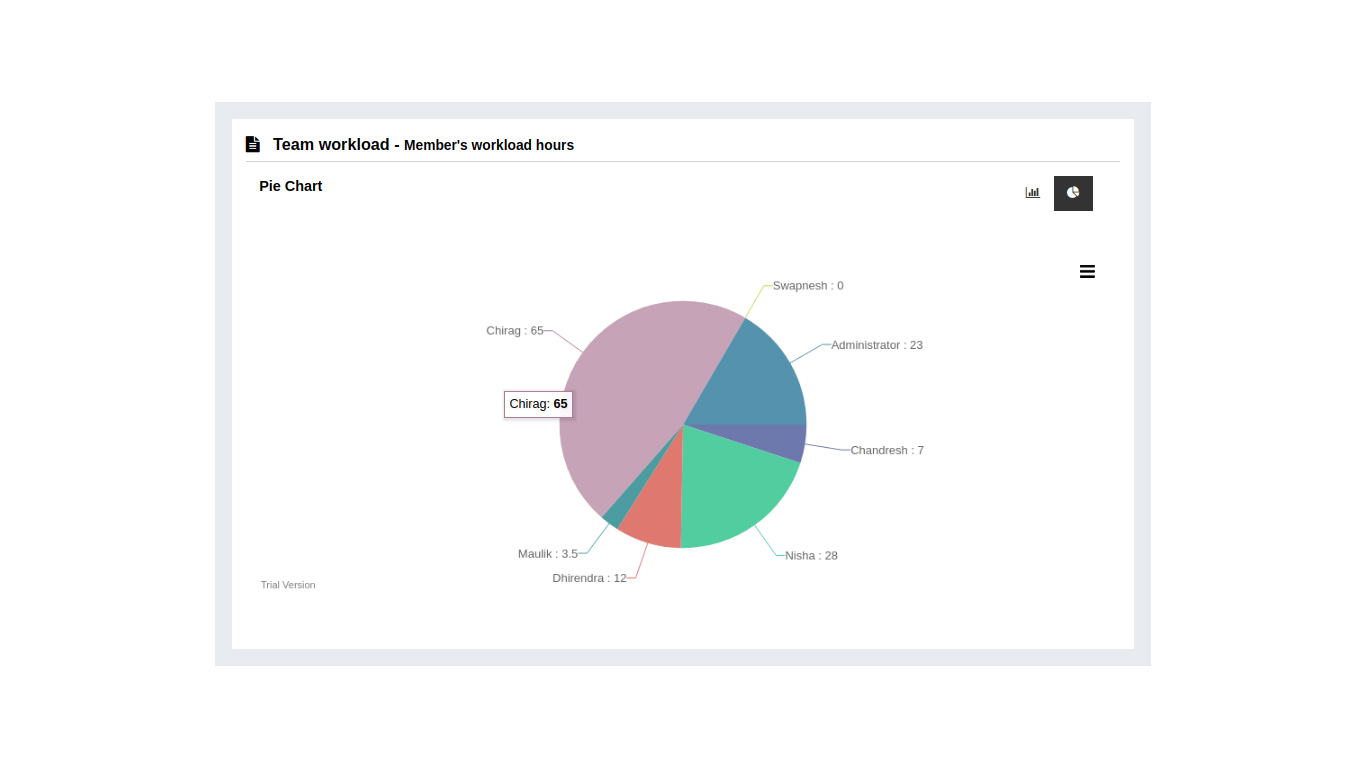 Team workload - Member's workload hours
Pie Chart
Swapnesh : 0
Chirag : 65
Administrator : 23
Chirag: 65
Chandresh : 7
Maulik : 3.5
Nisha : 28
Dhirendra : 12
Trial Version